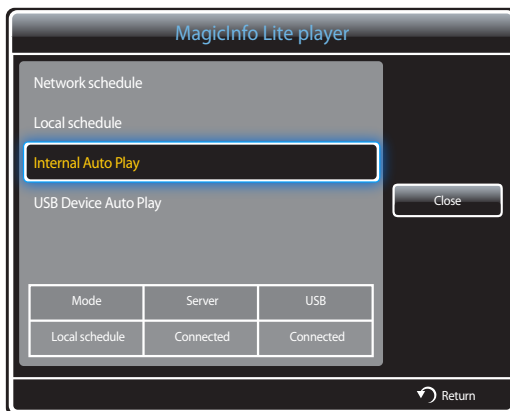 MagicInfo Lite player
Network schedule
Local schedule
Internal Auto Play
USB Device Auto Play
Close
Mode Server USB
Local schedule Connected Connected
Return